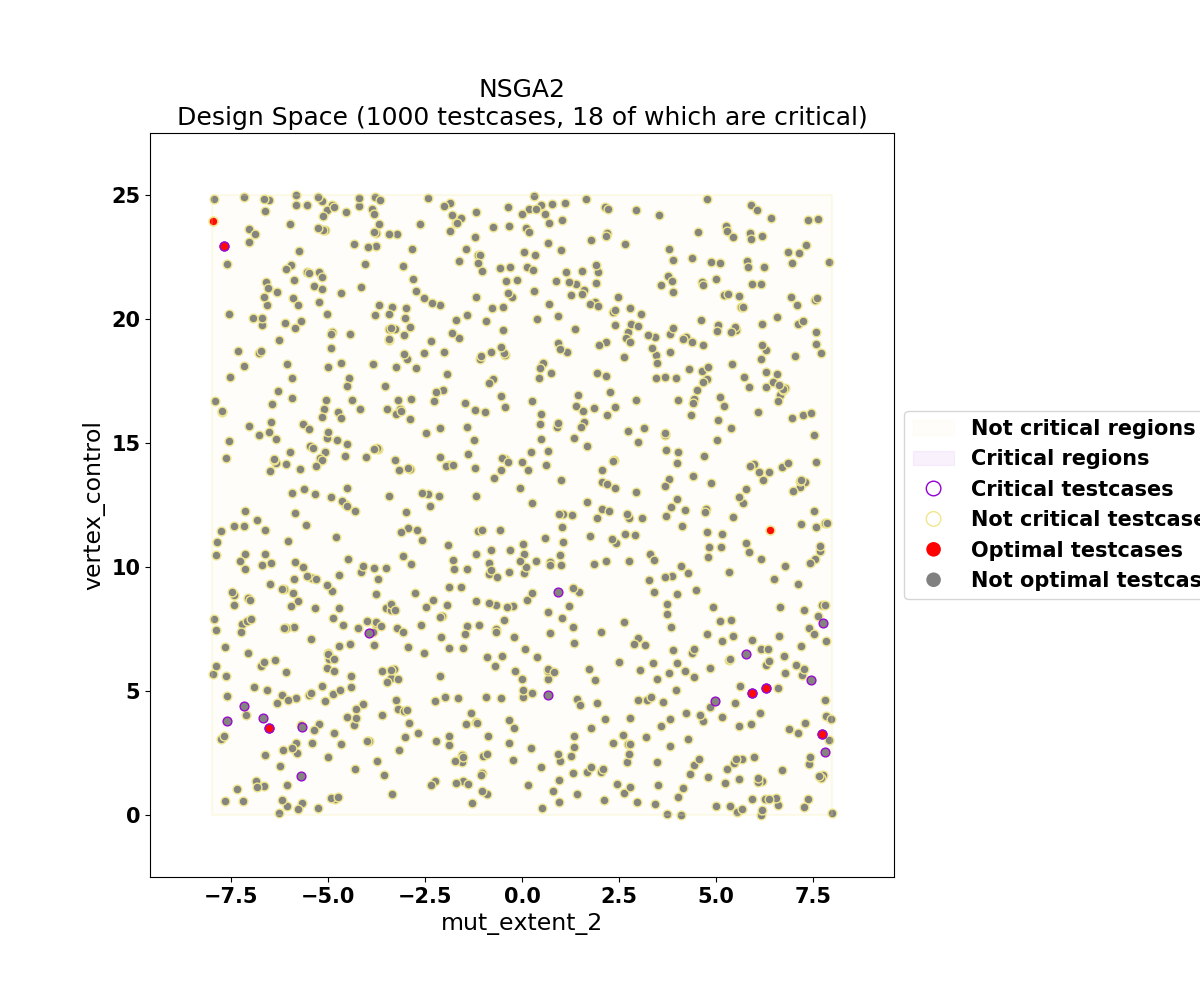 NSGA2
Design Space (1000 testcases, 18 of which are critical)
25
20
15
10
5
0
vertex_control
−7.5 −5.0 −2.5 0.0 2.5 5.0 7.5
mut_extent_2
Not critical regions
Critical regions
Critical testcases
Not critical testcase
Optimal testcases
Not optimal testcas